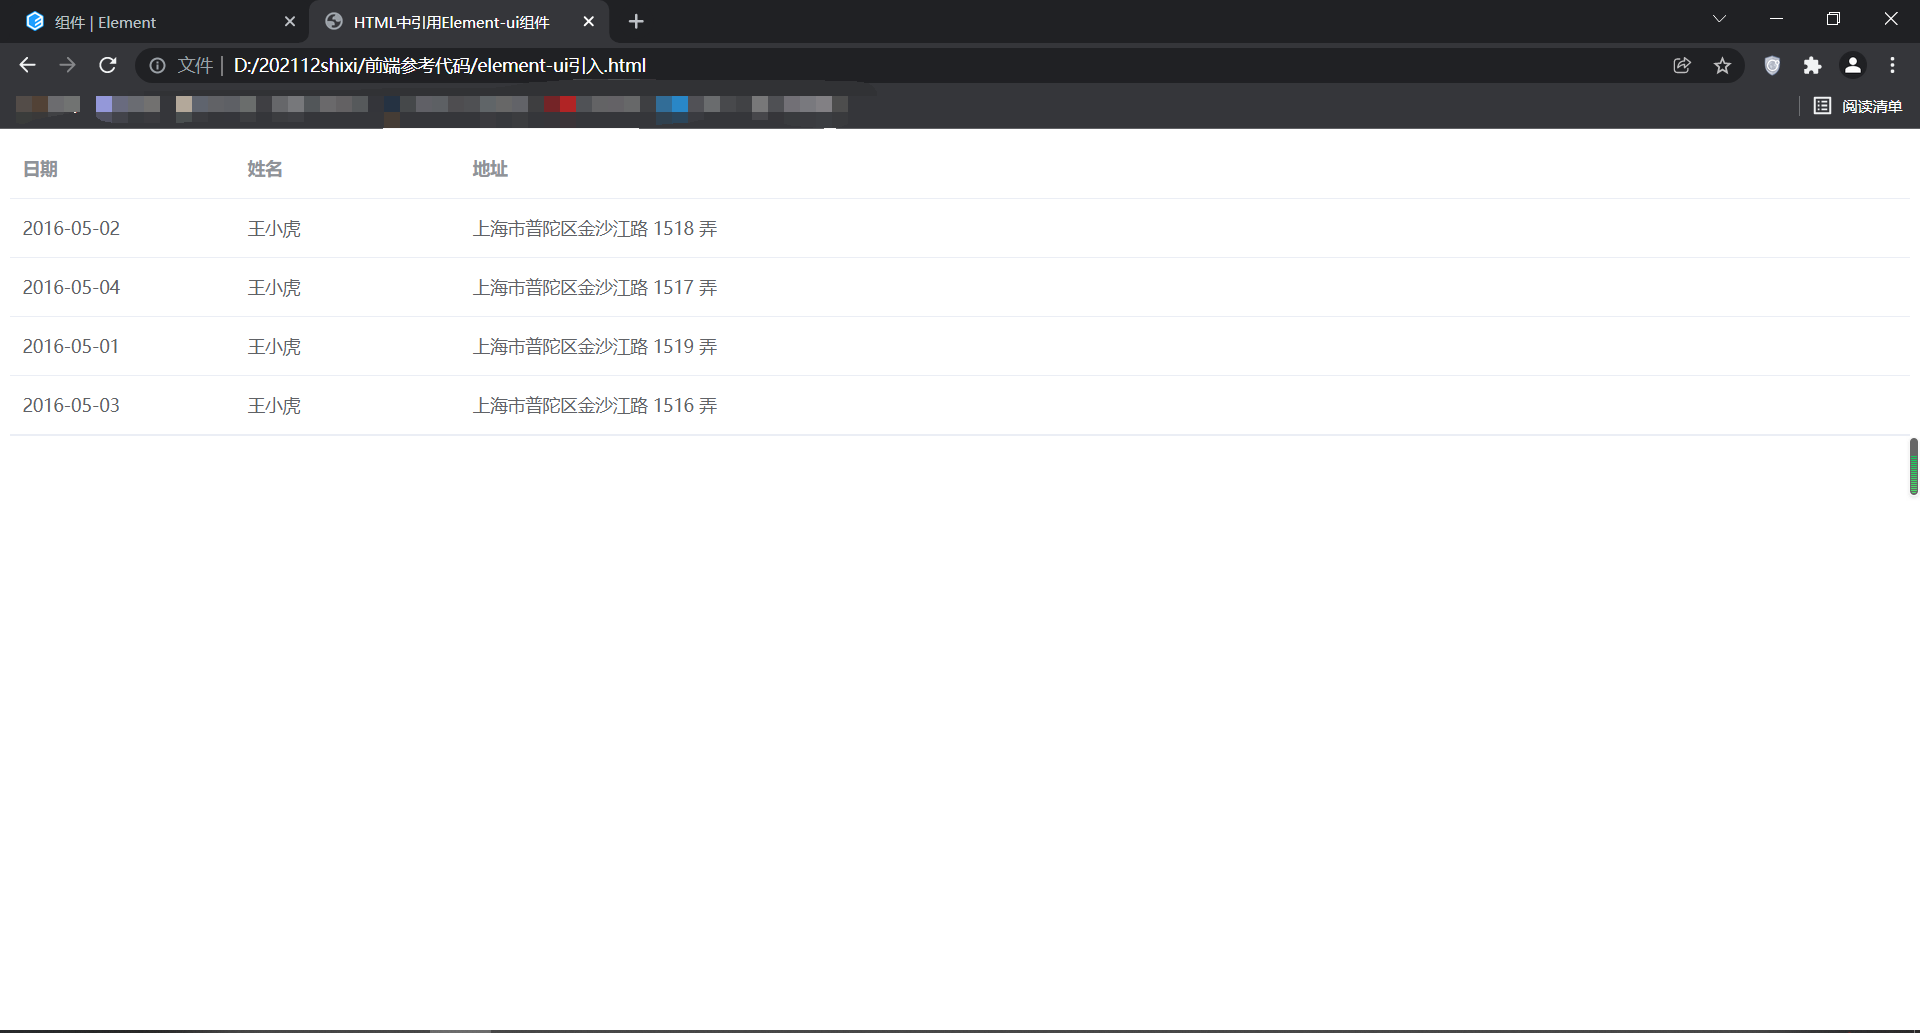 组件 | Element
HTML中引用Element-ui组件
文件 | D:/202112shixi/前端参考代码/element-ui引入.html
阅读清单
日期 姓名 地址
2016-05-02 王小虎 上海市普陀区金沙江路 1518 弄
2016-05-04 王小虎 上海市普陀区金沙江路 1517 弄
2016-05-01 王小虎 上海市普陀区金沙江路 1519 弄
2016-05-03 王小虎 上海市普陀区金沙江路 1516 弄